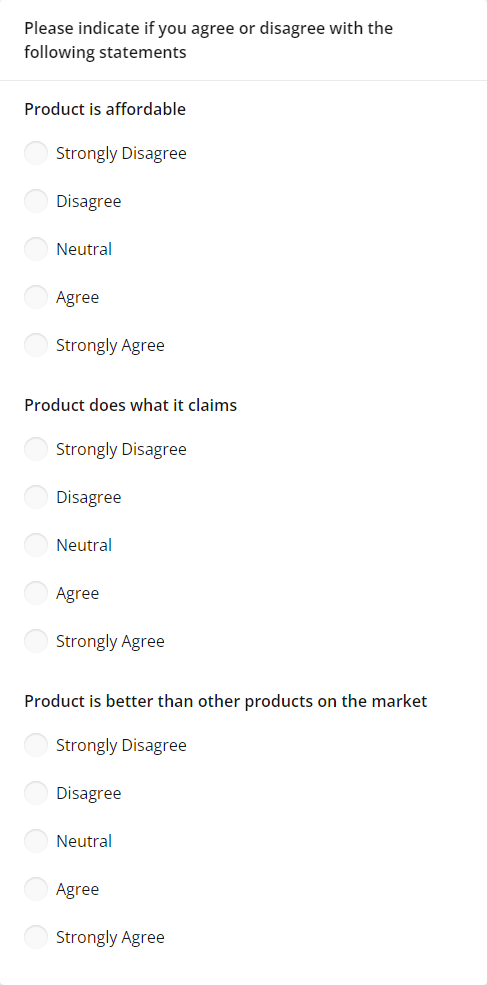 Please indicate if you agree or disagree with the
following statements
Product is affordable
Strongly Disagree
Disagree
Neutral
Agree
Strongly Agree
Product does what it claims
Strongly Disagree
Disagree
Neutral
Agree
Strongly Agree
Product is better than other products on the market
Strongly Disagree
Disagree
Neutral
Agree
Strongly Agree